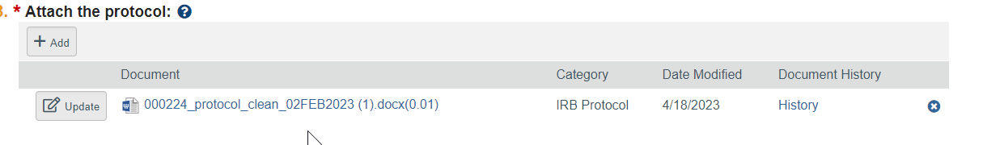 3. * Attach the protocol: ?
+ Add
Document Category Date Modified Document History
Update 000224_protocol_clean_02FEB2023 (1).docx(0.01) IRB Protocol 4/18/2023 History